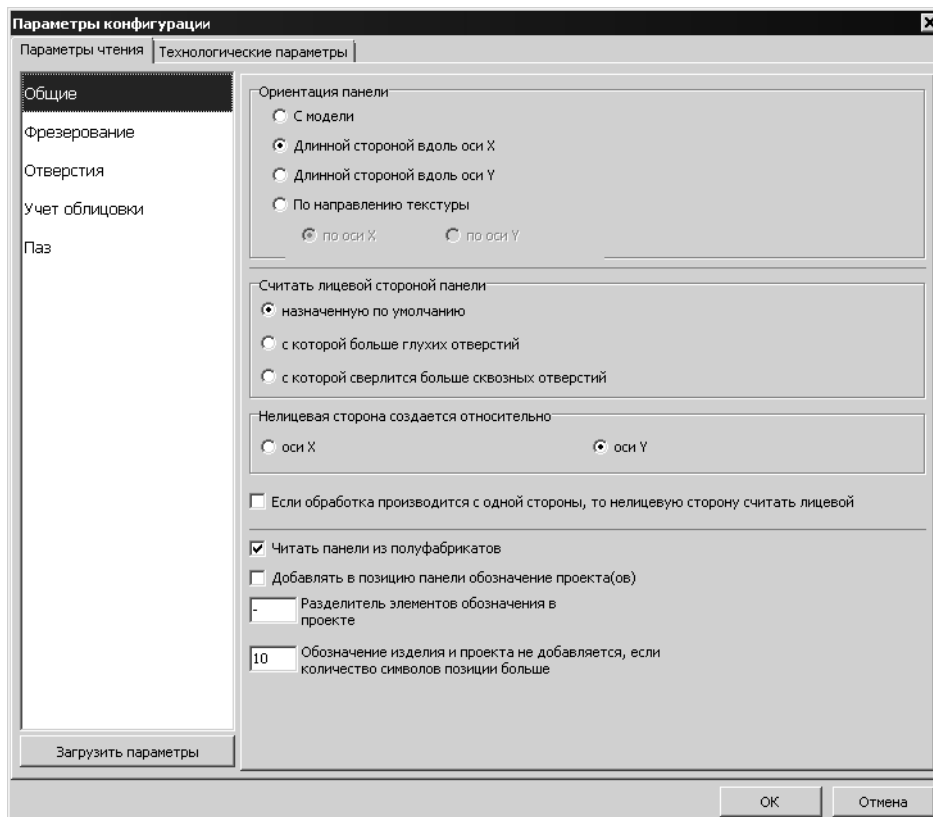 Параметры конфигурации
Параметры чтения
Технологические параметры
Общие
Фрезерование
Отверстия
Учет облицовки
Паз
Загрузить параметры
Ориентация панели
С модели
Длинной стороной вдоль оси X
Длинной стороной вдоль оси Y
По направлению текстуры
по оси X
по оси Y
Считать лицевой стороной панели
назначенную по умолчанию
с которой больше глухих отверстий
с которой сверлится больше сквозных отверстий
Нелицевая сторона создается относительно
оси X
оси Y
Если обработка производится с одной стороны, то нелицевую сторону считать лицевой
Читать панели из полуфабрикатов
Добавлять в позицию панели обозначение проекта(ов)
-
Разделитель элементов обозначения в
проекте
10
Обозначение изделия и проекта не добавляется, если
количество символов позиции больше
ОК
Отмена